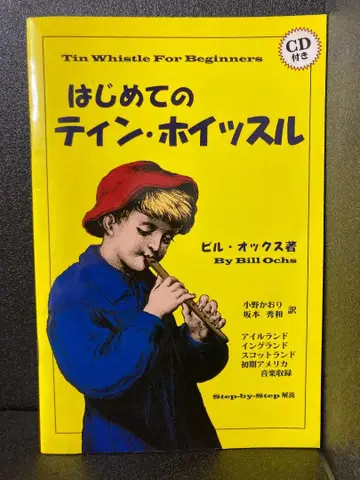 Tin Whistle For Beginners
CD
付き
はじめての
ティン・ホイッスル
ビル・オックス著
By Bill Ochs
小野かおり
坂本 秀和
訳
アイルランド
イングランド
スコットランド
初期アメリカ
音楽収録
Step-by-Step 解説